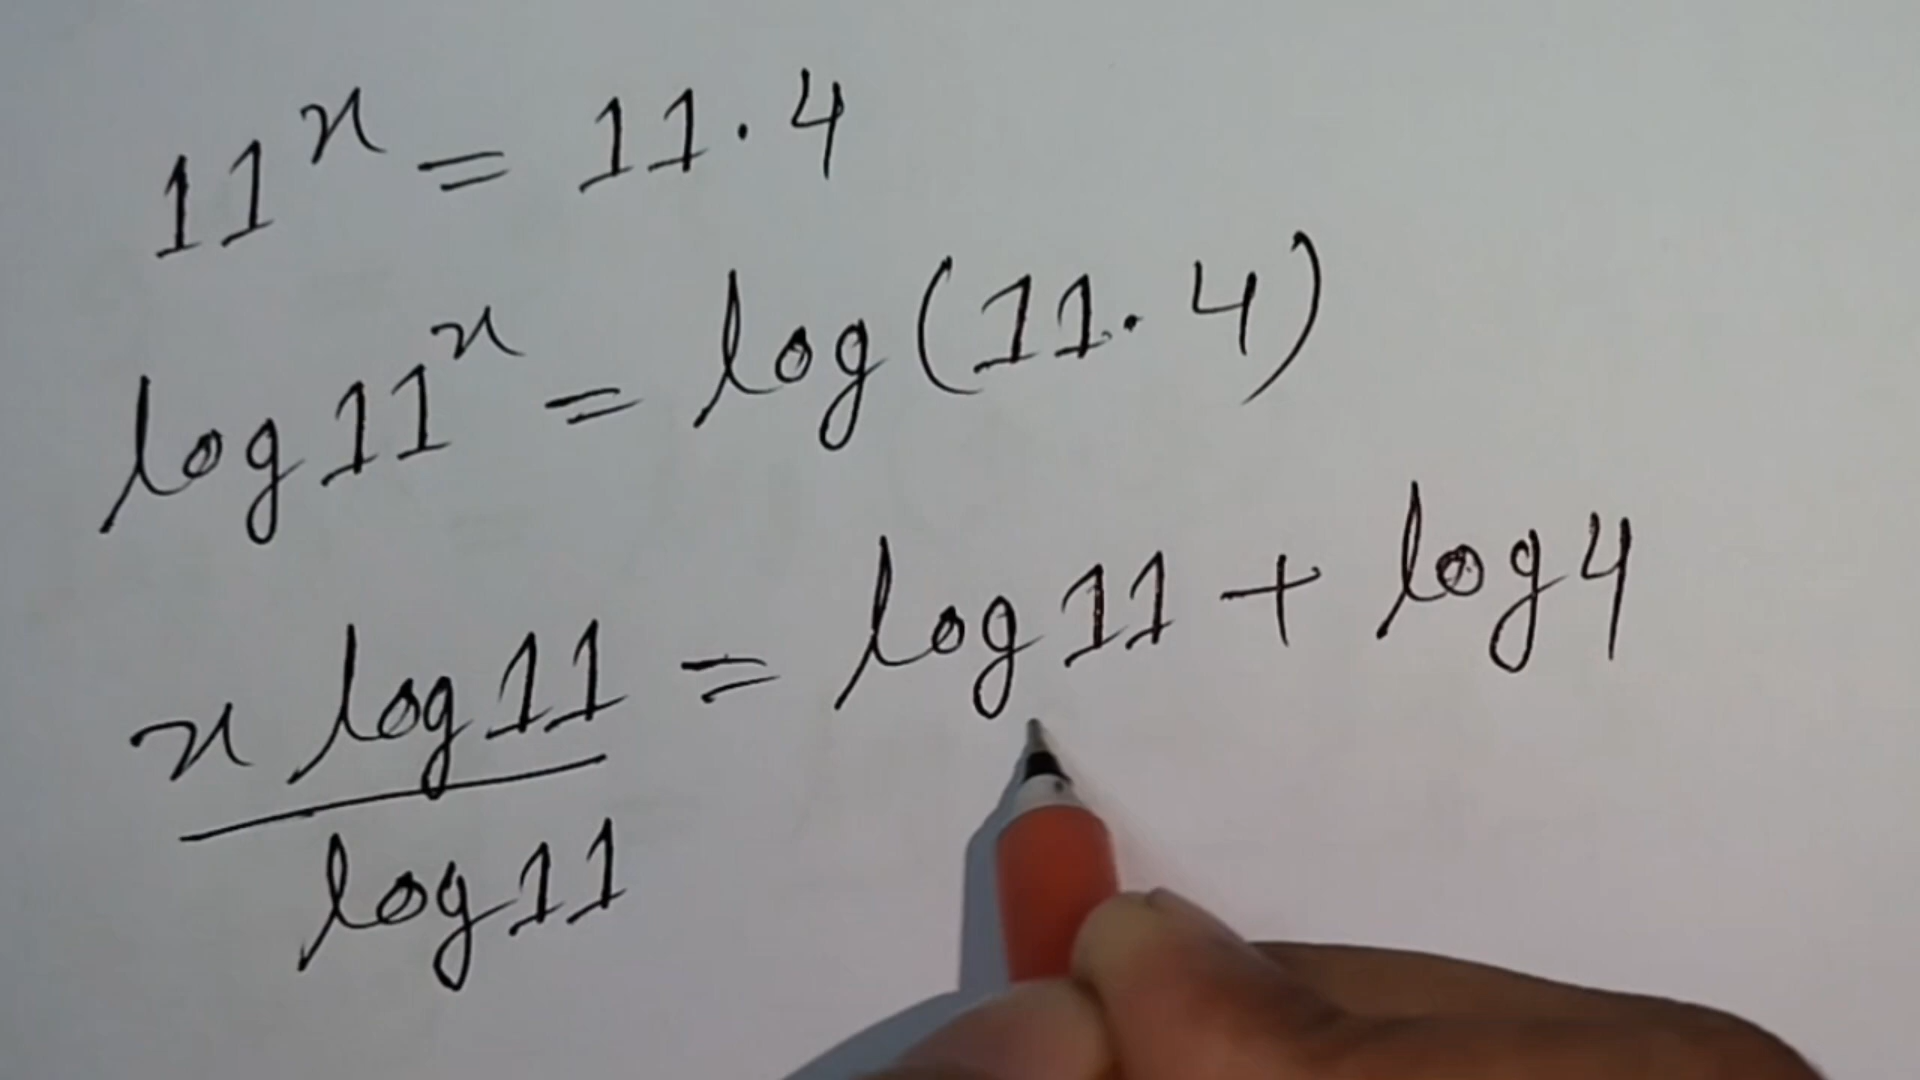 11^x = 11.4
log 11^x = log (11.4)
x log 11 = log 11 + log 4
log 11